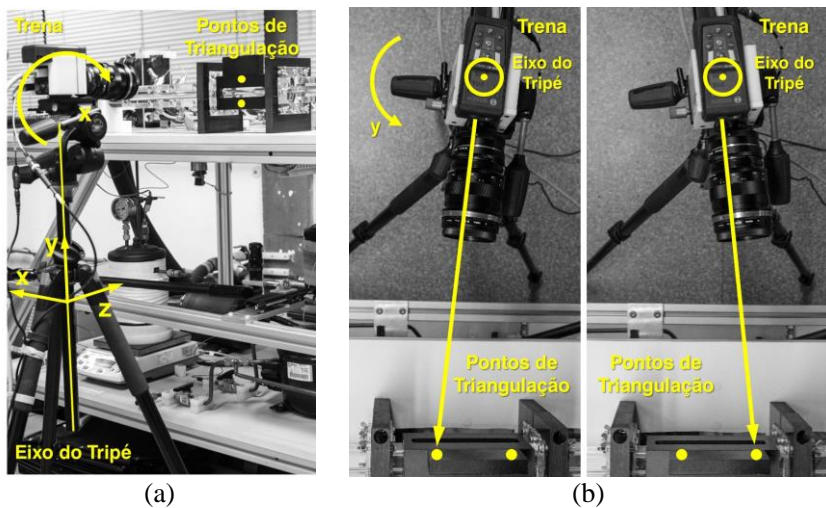 Trena
Pontos de
Triangulação
x
y
x
z
Eixo do Tripé
(a)
Trena
Eixo do
Tripé
y
Pontos de
Triangulação
Trena
Eixo do
Tripé
Pontos de
Triangulação
(b)